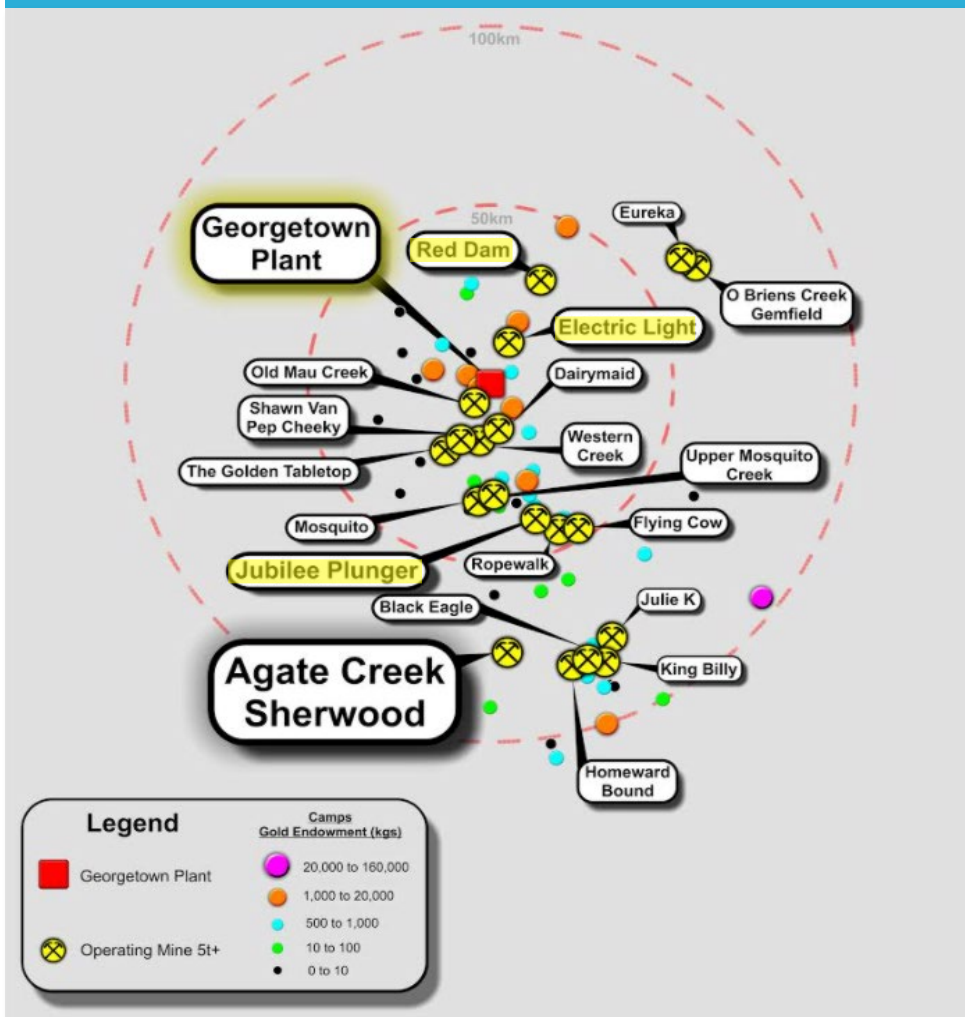 100km
50km
Eureka
Georgetown
Plant
Red Dam
O Briens Creek
Gemfield
Electric Light
Old Mau Creek
Dairymaid
Shawn Van
Pep Cheeky
Western
Creek
The Golden Tabletop
Upper Mosquito
Creek
Mosquito
Flying Cow
Jubilee Plunger
Ropewalk
Black Eagle
Julie K
Agate Creek
Sherwood
King Billy
Homeward
Bound
Legend
Georgetown Plant
Operating Mine 5t+
Camps
Gold Endowment (kgs)
20,000 to 160,000
1,000 to 20,000
500 to 1,000
10 to 100
0 to 10